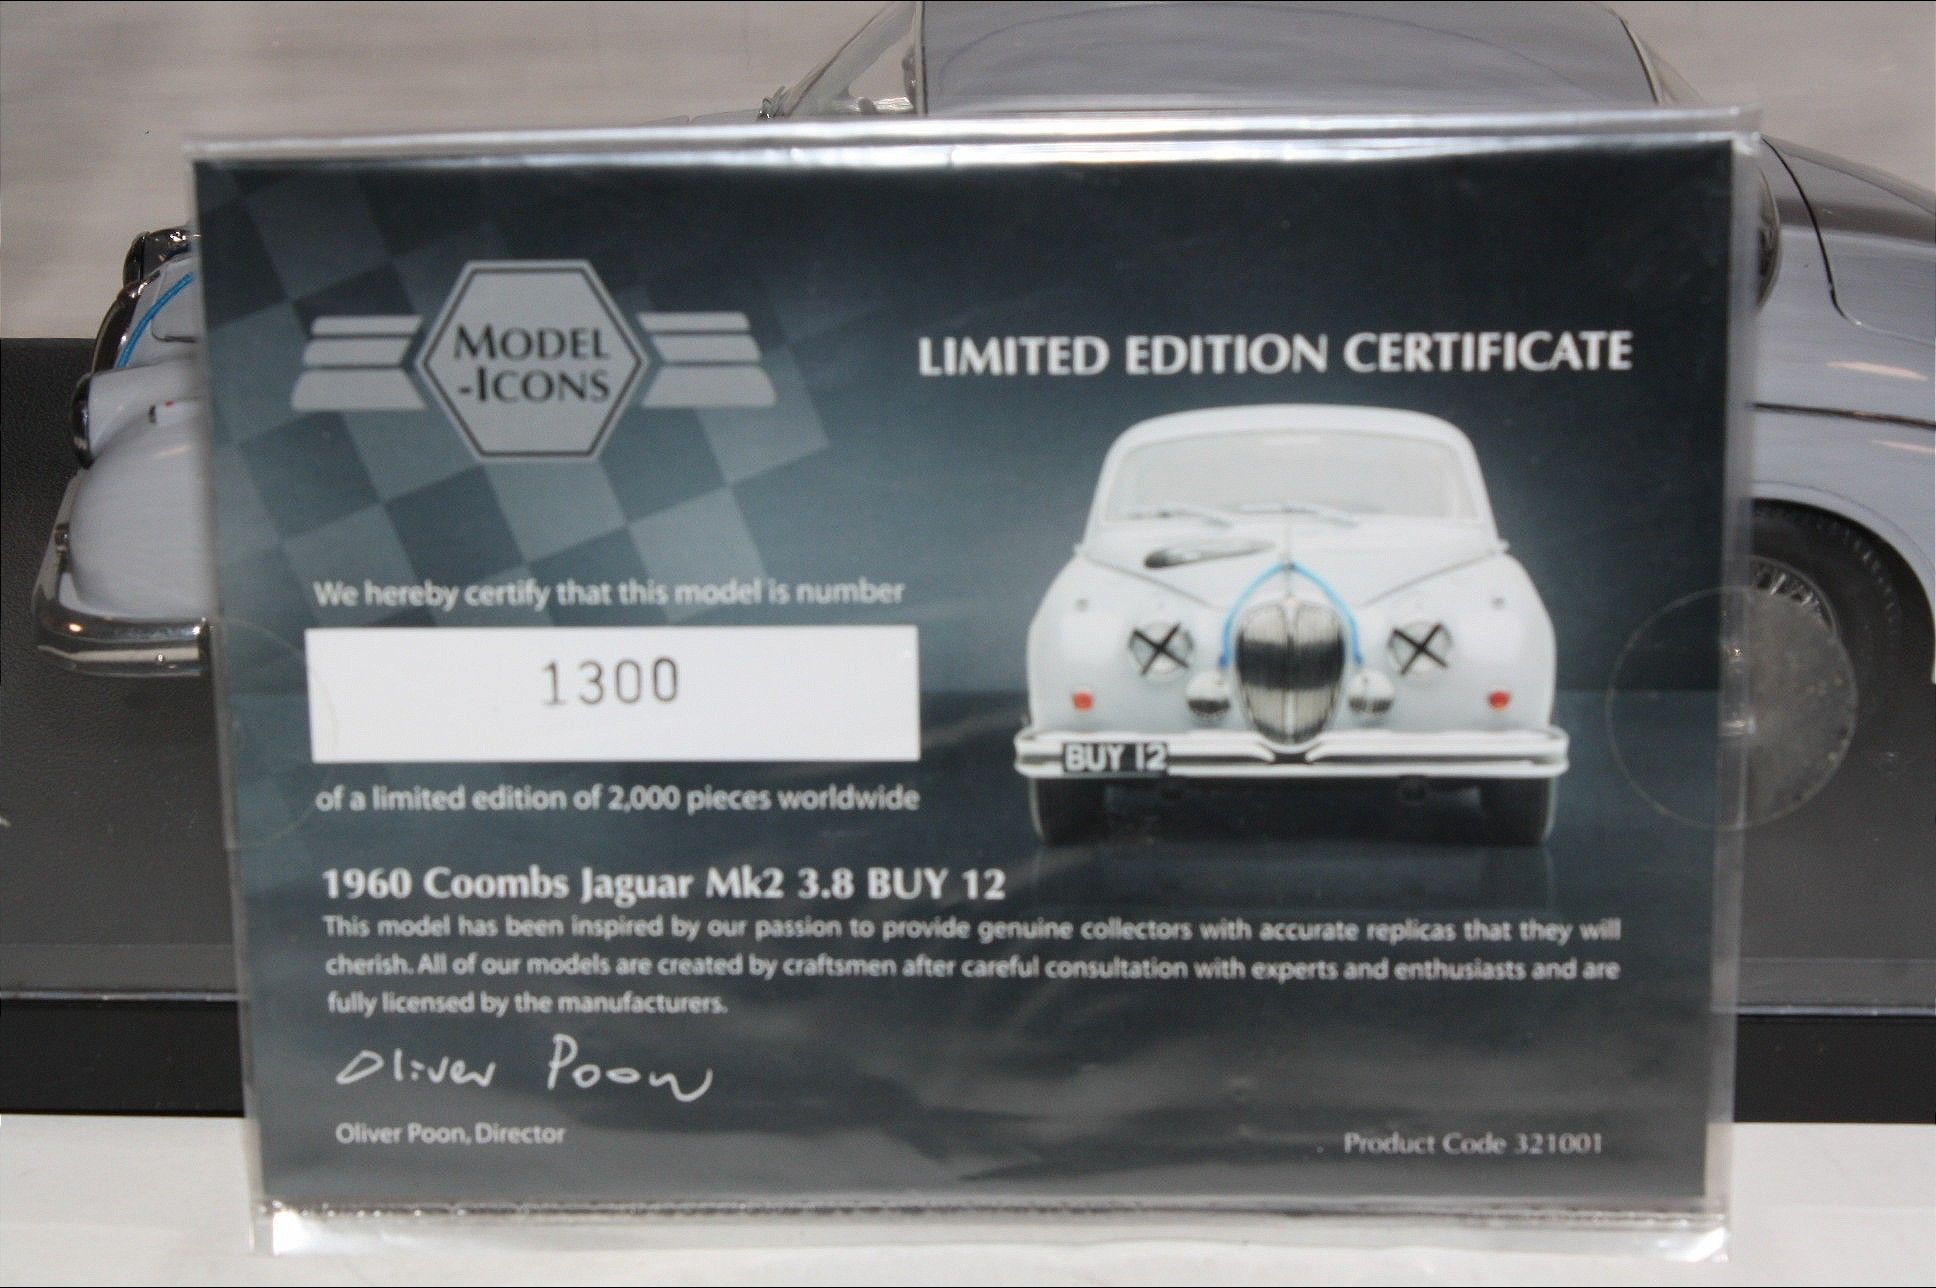 MODEL
-ICONS
LIMITED EDITION CERTIFICATE
We hereby certify that this model is number
1300
of a limited edition of 2,000 pieces worldwide
BUY 12
1960 Coombs Jaguar Mk2 3.8 BUY 12
This model has been inspired by our passion to provide genuine collectors with accurate replicas that they will
cherish. All of our models are created by craftsmen after careful consultation with experts and enthusiasts and are
fully licensed by the manufacturers.
Oliver Poon
Oliver Poon, Director
Product Code 321001